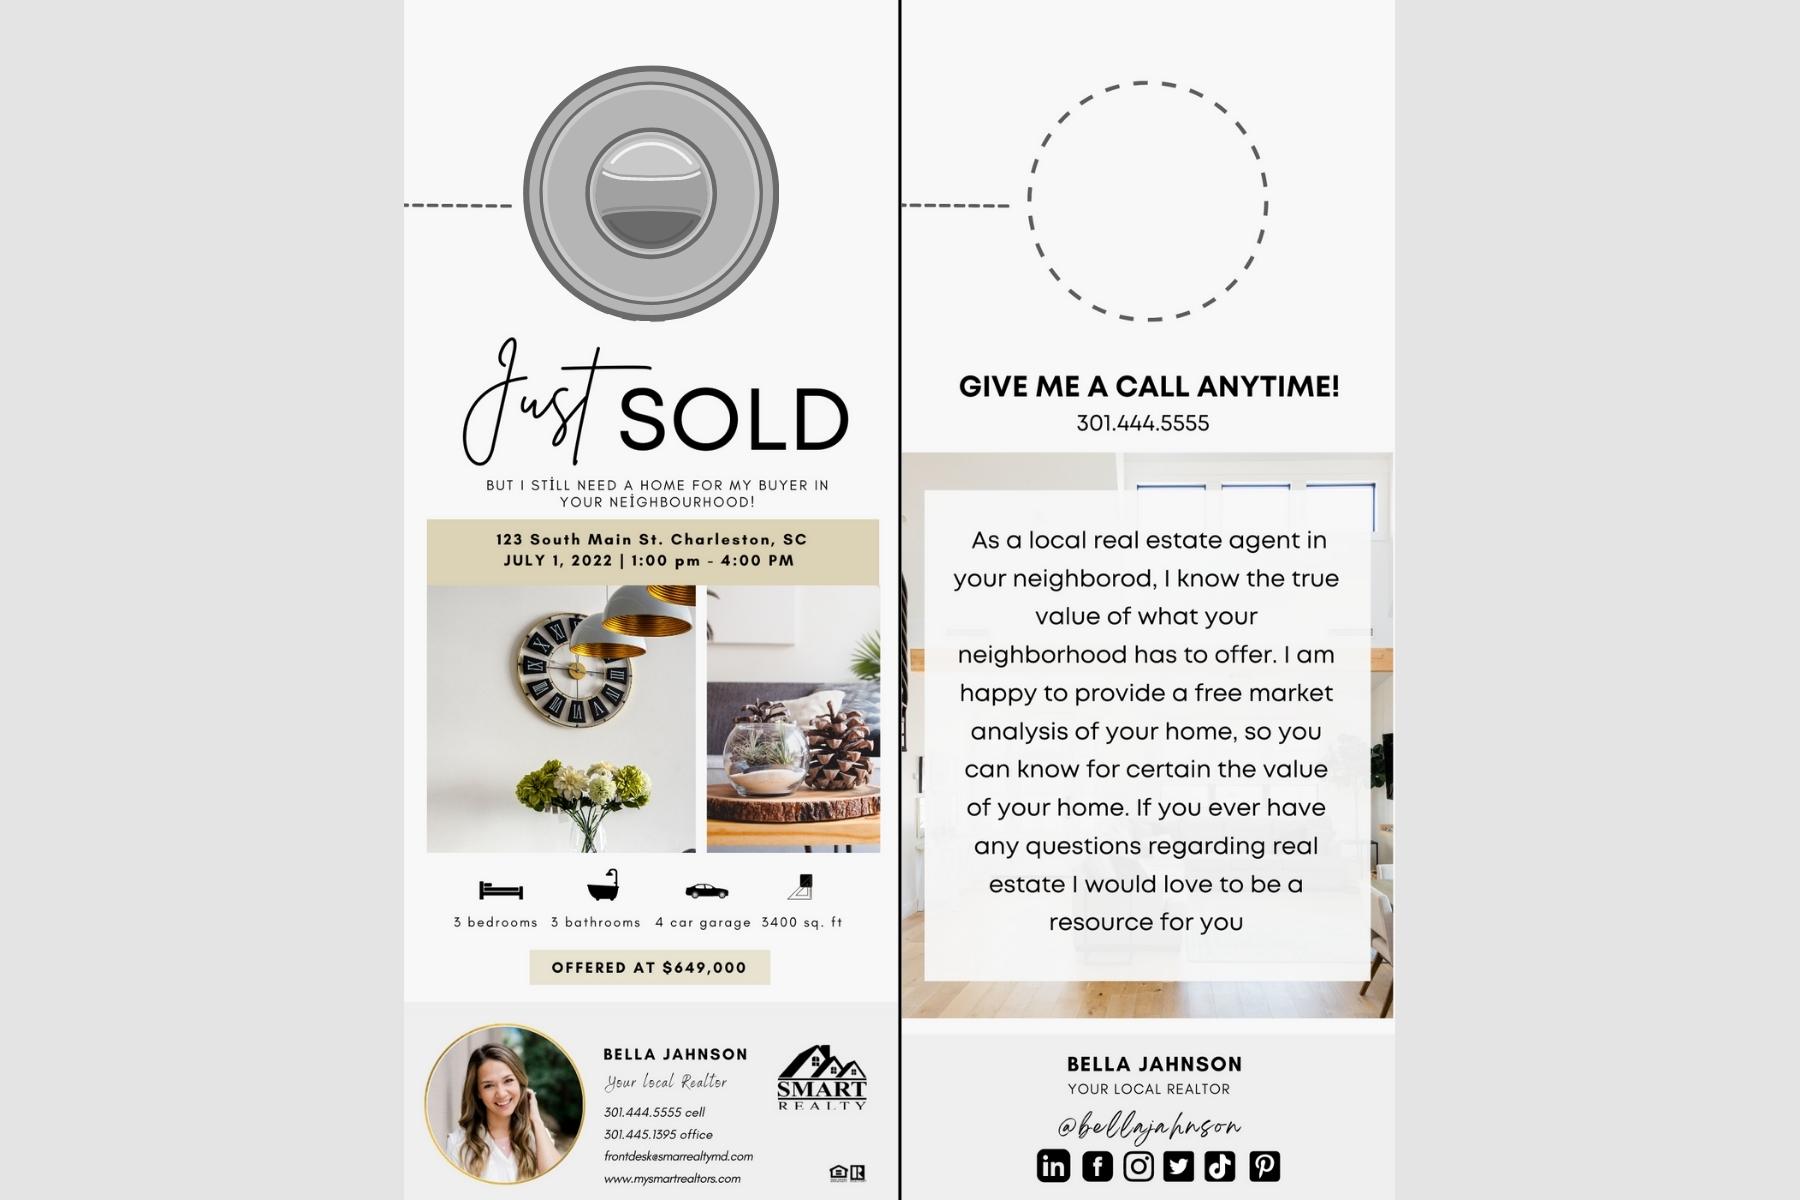 Just SOLD
BUT I STİLL NEED A HOME FOR MY BUYER IN
YOUR NEİGHBOURHOOD!
123 South Main St. Charleston, SC
JULY 1, 2022 | 1:00 pm - 4:00 PM
3 bedrooms 3 bathrooms 4 car garage 3400 sq. ft
OFFERED AT $649,000
BELLA JAHNSON
Your local Realtor
301.444.5555 cell
301.445.1395 office
frontdesk@smarrealtymd.com
www.mysmartrealtors.com
SMART
REALTY
GIVE ME A CALL ANYTIME!
301.444.5555
As a local real estate agent in
your neighborod, I know the true
value of what your
neighborhood has to offer. I am
happy to provide a free market
analysis of your home, so you
can know for certain the value
of your home. If you ever have
any questions regarding real
estate I would love to be a
resource for you
BELLA JAHNSON
YOUR LOCAL REALTOR
@bellajahnson